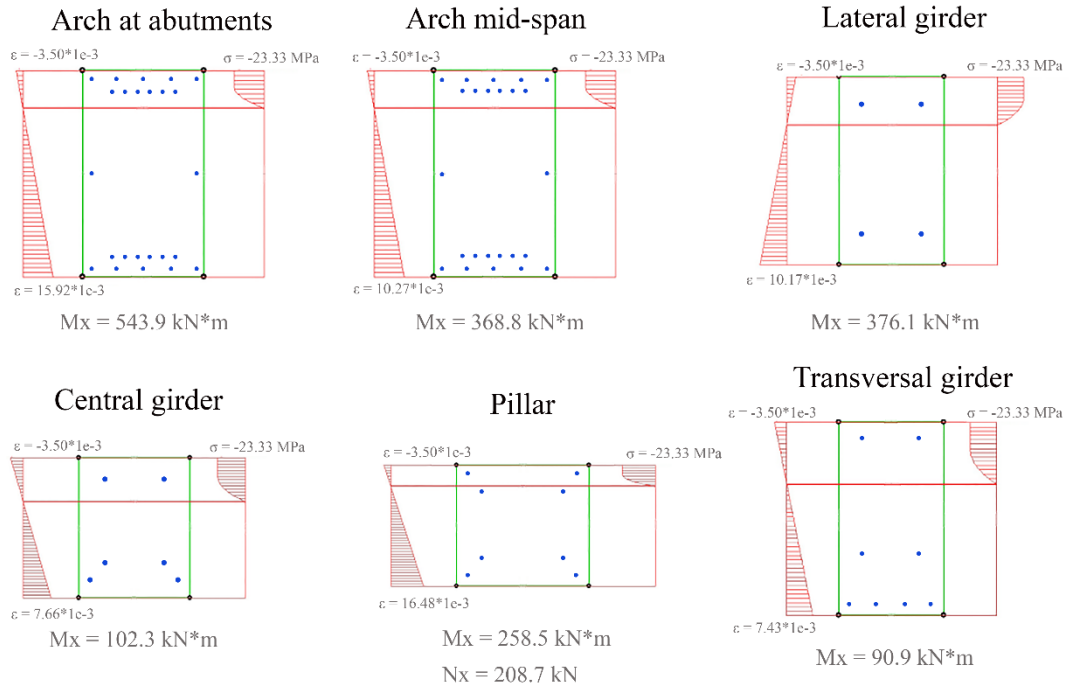 Arch at abutments
Arch mid-span
Lateral girder
ε = -3.50*1e-3
σ = -23.33 MPa
ε = -3.50*1e-3
σ = -23.33 MPa
ε = -3.50*1e-3
σ = -23.33 MPa
ε = 15.92*1e-3
ε = 10.27*1e-3
ε = 10.17*1e-3
Mx = 543.9 kN*m
Mx = 368.8 kN*m
Mx = 376.1 kN*m
Central girder
Pillar
Transversal girder
ε = -3.50*1e-3
σ = -23.33 MPa
ε = -3.50*1e-3
σ = -23.33 MPa
ε = -3.50*1e-3
σ = -23.33 MPa
ε = 7.66*1e-3
ε = 16.48*1e-3
ε = 7.43*1e-3
Mx = 102.3 kN*m
Mx = 258.5 kN*m
Mx = 90.9 kN*m
Nx = 208.7 kN